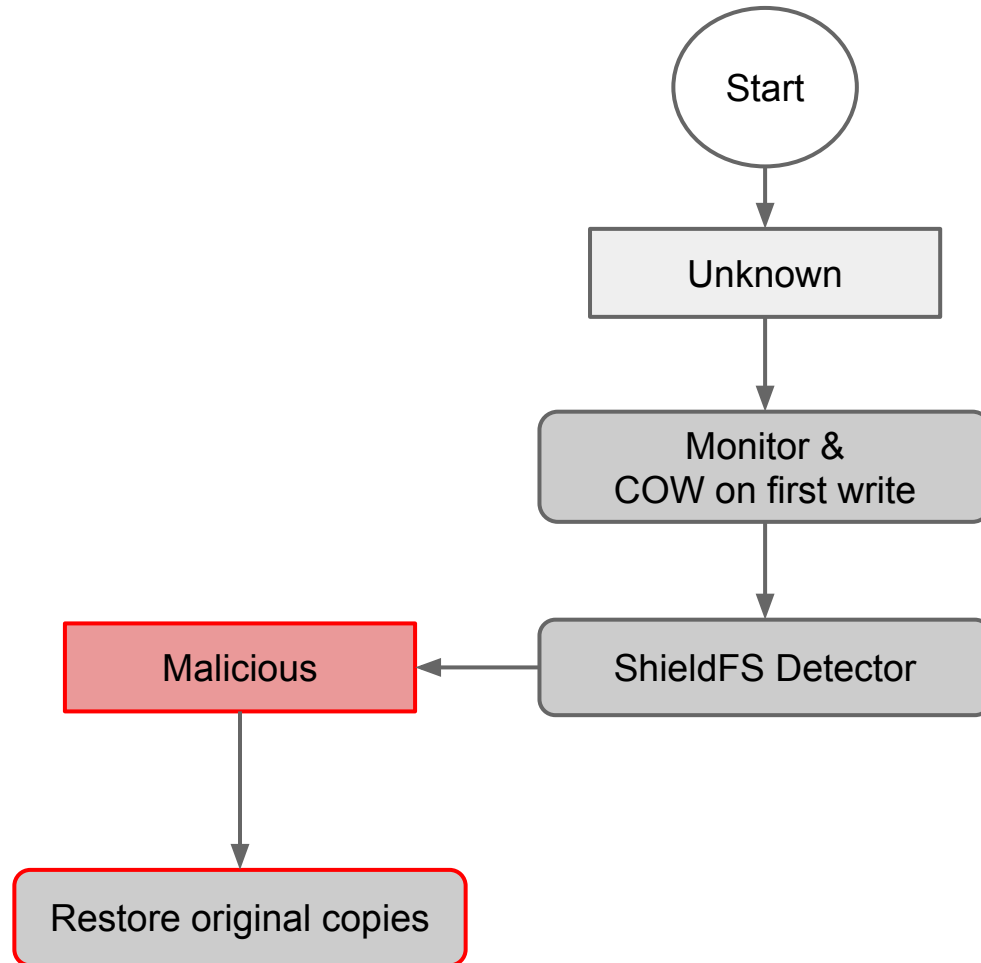 Start
Unknown
Monitor &
COW on first write
ShieldFS Detector
Malicious
Restore original copies